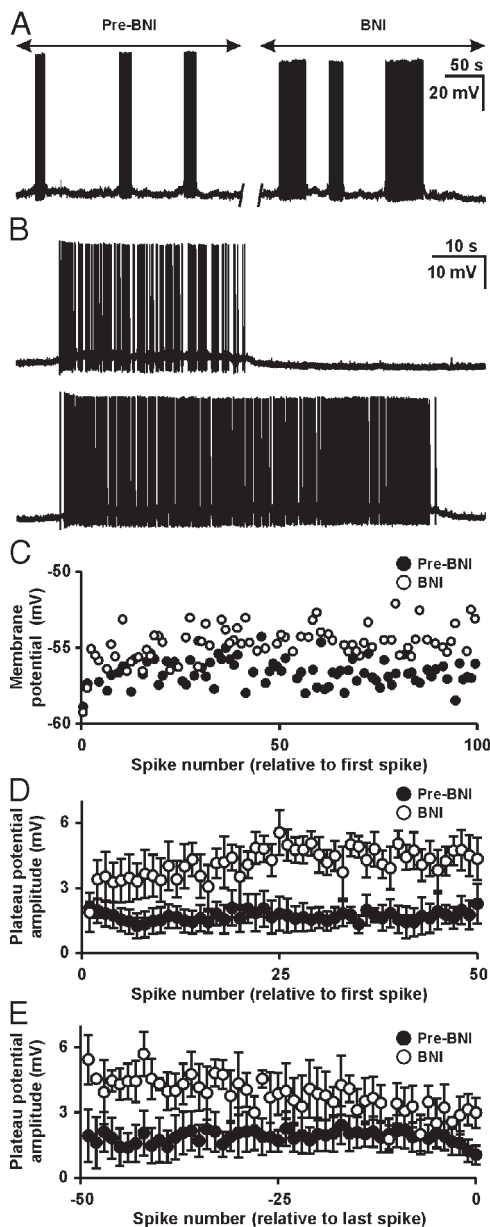 A
Pre-BNI
BNI
50 s
20 mV
B
10 s
10 mV
C
-50
-55
-60
Membrane
potential (mV)
Pre-BNI
BNI
0
50
100
Spike number (relative to first spike)
D
6
3
0
Plateau potential
amplitude (mV)
Pre-BNI
BNI
0
25
50
Spike number (relative to first spike)
E
6
3
0
Plateau potential
amplitude (mV)
Pre-BNI
BNI
-50
-25
0
Spike number (relative to last spike)